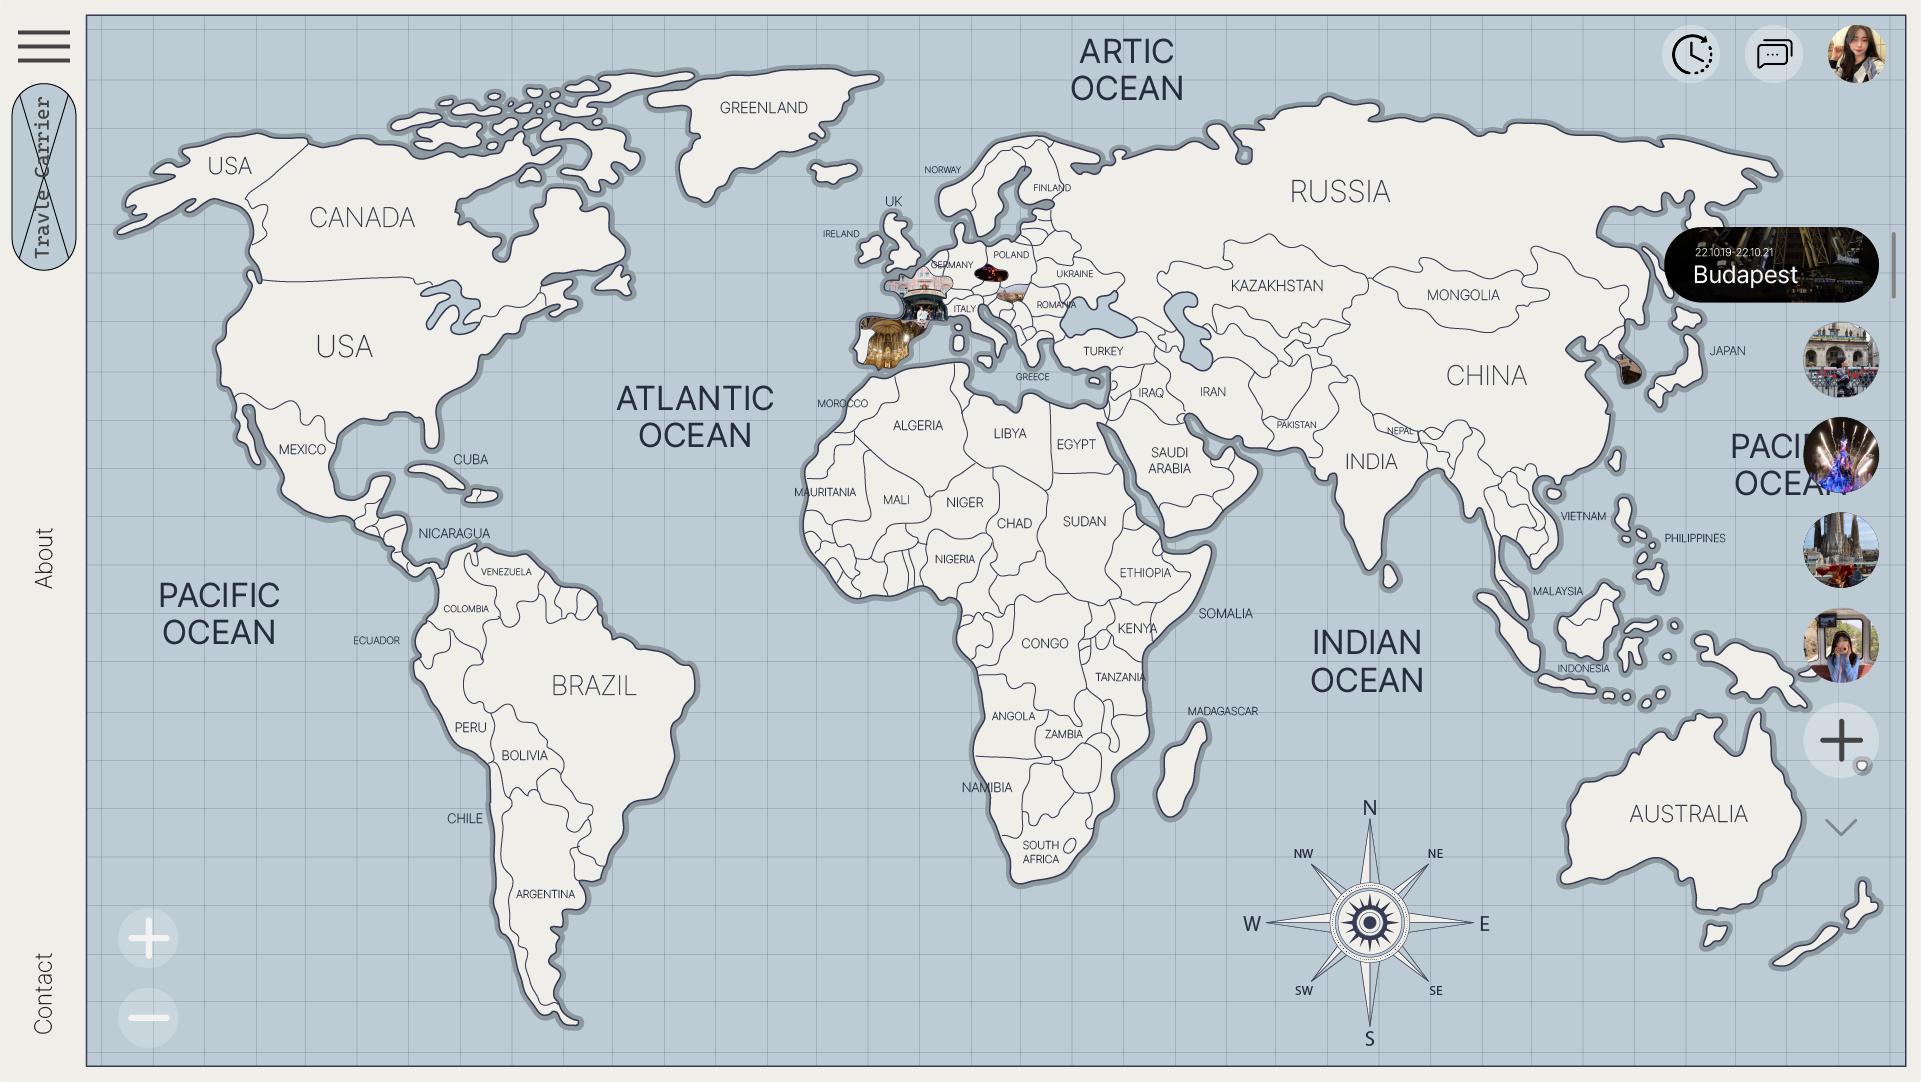 Travle Carrier
About
Contact
ARTIC
OCEAN
GREENLAND
USA
CANADA
NORWAY
FINLAND
RUSSIA
UK
IRELAND
GERMANY
POLAND
UKRAINE
KAZAKHSTAN
MONGOLIA
22.10.19-22.10.21
Budapest
ITALY
ROMANIA
USA
TURKEY
JAPAN
CHINA
GREECE
IRAQ
IRAN
ATLANTIC
OCEAN
MOROCCO
ALGERIA
LIBYA
EGYPT
PAKISTAN
NEPAL
MEXICO
CUBA
SAUDI
ARABIA
INDIA
PACI
OCEAN
MAURITANIA
MALI
NIGER
CHAD
SUDAN
VIETNAM
PHILIPPINES
NICARAGUA
VENEZUELA
NIGERIA
ETHIOPIA
MALAYSIA
PACIFIC
OCEAN
COLOMBIA
SOMALIA
ECUADOR
CONGO
KENYA
INDIAN
OCEAN
INDONESIA
BRAZIL
TANZANIA
PERU
ANGOLA
MADAGASCAR
ZAMBIA
BOLIVIA
NAMIBIA
CHILE
AUSTRALIA
SOUTH
AFRICA
ARGENTINA
N
NW
NE
W
E
SW
SE
S